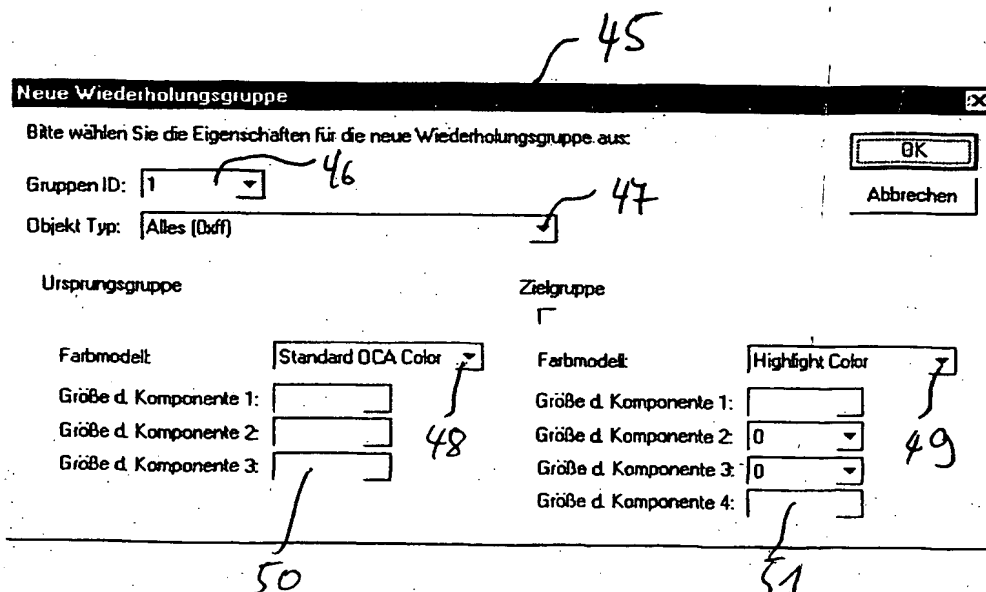 45
Neue Wiederholungsgruppe
Bitte wählen Sie die Eigenschaften für die neue Wiederholungsgruppe aus:
OK
Gruppen ID: 1
46
Abbrechen
Objekt Typ: Alles (0xff)
47
Ursprungsgruppe
Zielgruppe
Farbmodell: Standard OCA Color
Farbmodell: Highlight Color
Größe d. Komponente 1:
Größe d. Komponente 1:
Größe d. Komponente 2:
Größe d. Komponente 2: 0
48
49
Größe d. Komponente 3:
Größe d. Komponente 3: 0
Größe d. Komponente 4:
50
51